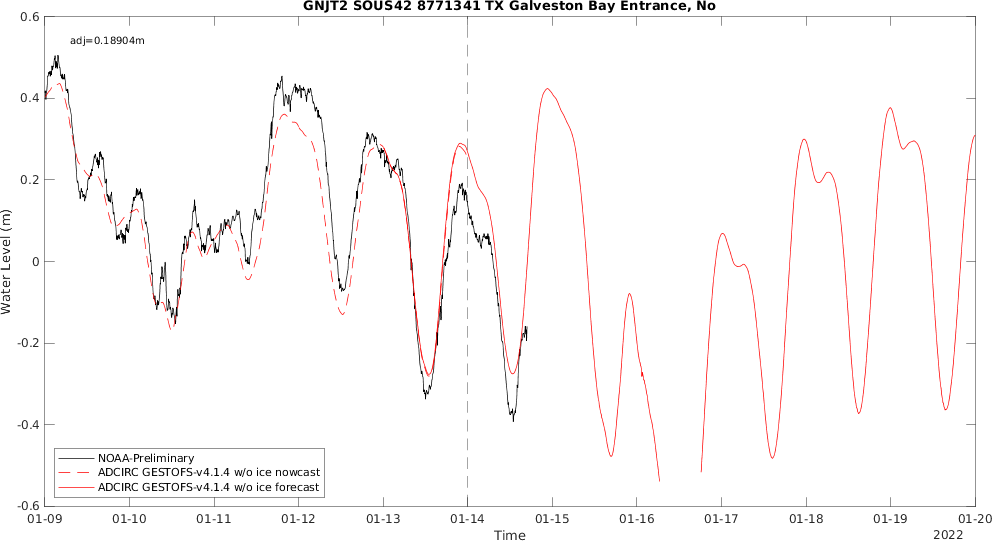 GNJT2 SOUS42 8771341 TX Galveston Bay Entrance, No
adj=0.18904m
Water Level (m)
0.6
0.4
0.2
0
-0.2
-0.4
-0.6
NOAA-Preliminary
ADCIRC GESTOFS-v4.1.4 w/o ice nowcast
ADCIRC GESTOFS-v4.1.4 w/o ice forecast
01-09 01-10 01-11 01-12 01-13 01-14 01-15 01-16 01-17 01-18 01-19 01-20
Time
2022